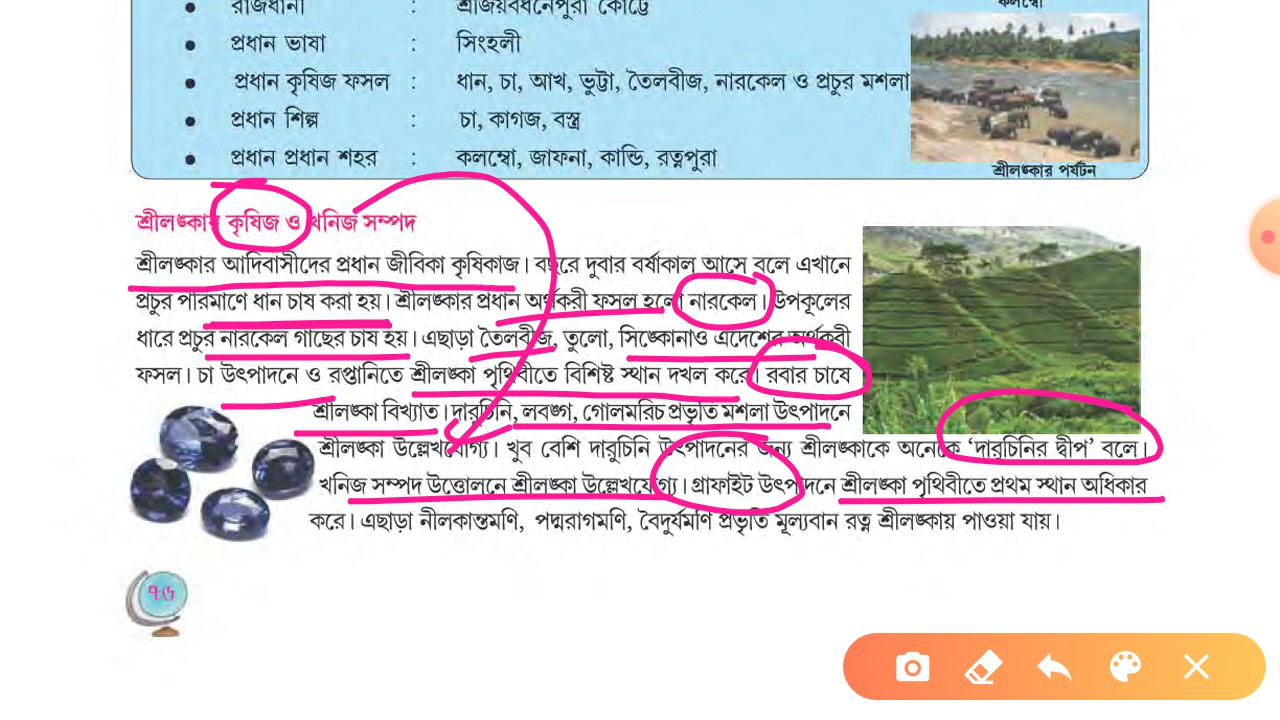 রাজধানী : শ্রীজয়বর্ধনেপুরা কোট্টে
কলম্বো
• প্রধান ভাষা : সিংহলী
• প্রধান কৃষিজ ফসল : ধান, চা, আখ, ভুট্টা, তৈলবীজ, নারকেল ও প্রচুর মশলা
• প্রধান শিল্প : চা, কাগজ, বস্ত্র
• প্রধান প্রধান শহর : কলম্বো, জাফনা, কান্ডি, রত্নপুরা
শ্রীলঙ্কার পর্যটন
শ্রীলঙ্কার কৃষিজ ও খনিজ সম্পদ
শ্রীলঙ্কার আদিবাসীদের প্রধান জীবিকা কৃষিকাজ। বছরে দুবার বর্ষাকাল আসে বলে এখানে
প্রচুর পরিমাণে ধান চাষ করা হয়। শ্রীলঙ্কার প্রধান অর্থকরী ফসল হলো নারকেল। উপকূলের
ধারে প্রচুর নারকেল গাছের চাষ হয়। এছাড়া তৈলবীজ, তুলো, সিঙ্কোনাও এদেশের অর্থকরী
ফসল। চা উৎপাদনে ও রপ্তানিতে শ্রীলঙ্কা পৃথিবীতে বিশিষ্ট স্থান দখল করে। রবার চাষে
শ্রীলঙ্কা বিখ্যাত। দারুচিনি, লবঙ্গ, গোলমরিচ প্রভৃতি মশলা উৎপাদনে
শ্রীলঙ্কা উল্লেখযোগ্য। খুব বেশি দারুচিনি উৎপাদনের জন্য শ্রীলঙ্কাকে অনেকে ‘দারুচিনির দ্বীপ’ বলে।
খনিজ সম্পদ উত্তোলনে শ্রীলঙ্কা উল্লেখযোগ্য। গ্রাফাইট উৎপাদনে শ্রীলঙ্কা পৃথিবীতে প্রথম স্থান অধিকার
করে। এছাড়া নীলকান্তমণি, পদ্মরাগমণি, বৈদুর্যমণি প্রভৃতি মূল্যবান রত্ন শ্রীলঙ্কায় পাওয়া যায়।
৭৬